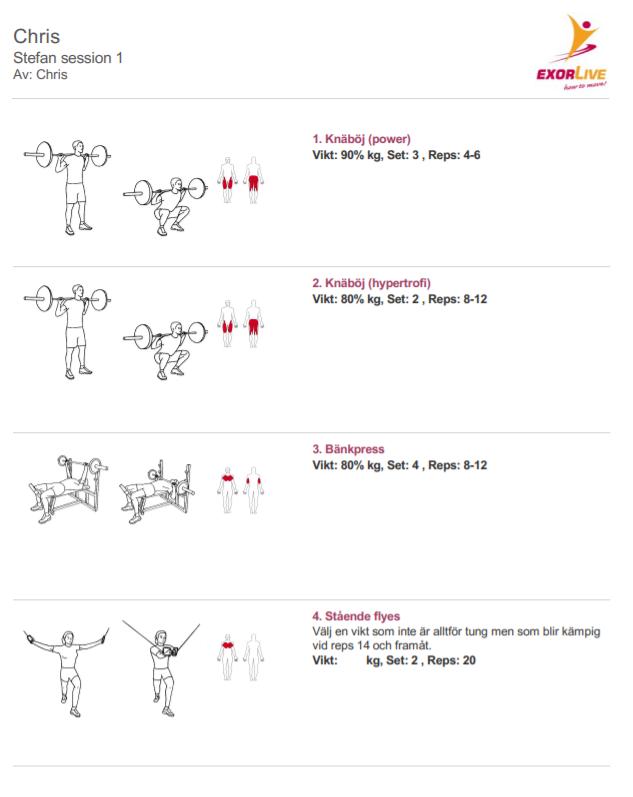 Chris
Stefan session 1
Av: Chris
EXORLIVE
how to move!
1. Knäböj (power)
Vikt: 90% kg, Set: 3 , Reps: 4-6
2. Knäböj (hypertrofi)
Vikt: 80% kg, Set: 2 , Reps: 8-12
3. Bänkpress
Vikt: 80% kg, Set: 4 , Reps: 8-12
4. Stående flyes
Välj en vikt som inte är alltför tung men som blir kämpig
vid reps 14 och framåt.
Vikt: kg, Set: 2 , Reps: 20